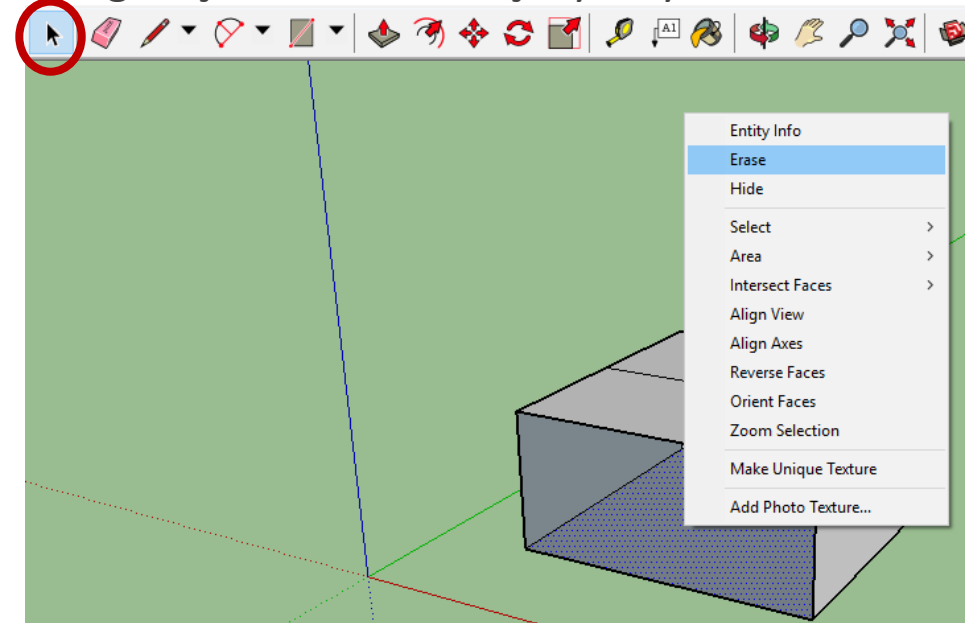 A1
Entity Info
Erase
Hide
Select
Area
Intersect Faces
Align View
Align Axes
Reverse Faces
Orient Faces
Zoom Selection
Make Unique Texture
Add Photo Texture...